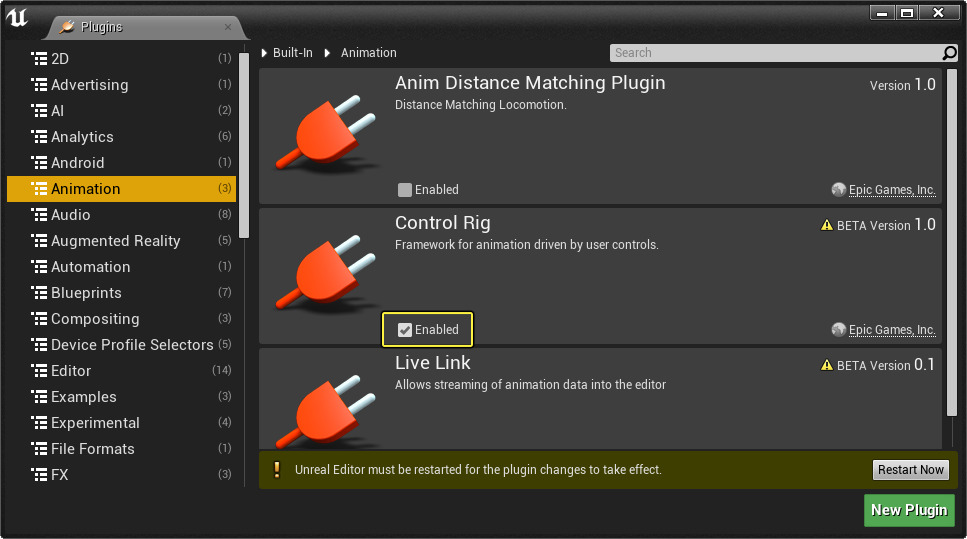 Plugins
2D (1)
Advertising (1)
AI (2)
Analytics (6)
Android (1)
Animation (3)
Audio (8)
Augmented Reality (5)
Automation (1)
Blueprints (7)
Compositing (3)
Device Profile Selectors (5)
Editor (14)
Examples (2)
Experimental (4)
File Formats (1)
FX (3)
Built-In Animation
Search
Anim Distance Matching Plugin Version 1.0
Distance Matching Locomotion.
Enabled Epic Games, Inc.
Control Rig BETA Version 1.0
Framework for animation driven by user controls.
Enabled Epic Games, Inc.
Live Link BETA Version 0.1
Allows streaming of animation data into the editor
Unreal Editor must be restarted for the plugin changes to take effect. Restart Now
New Plugin